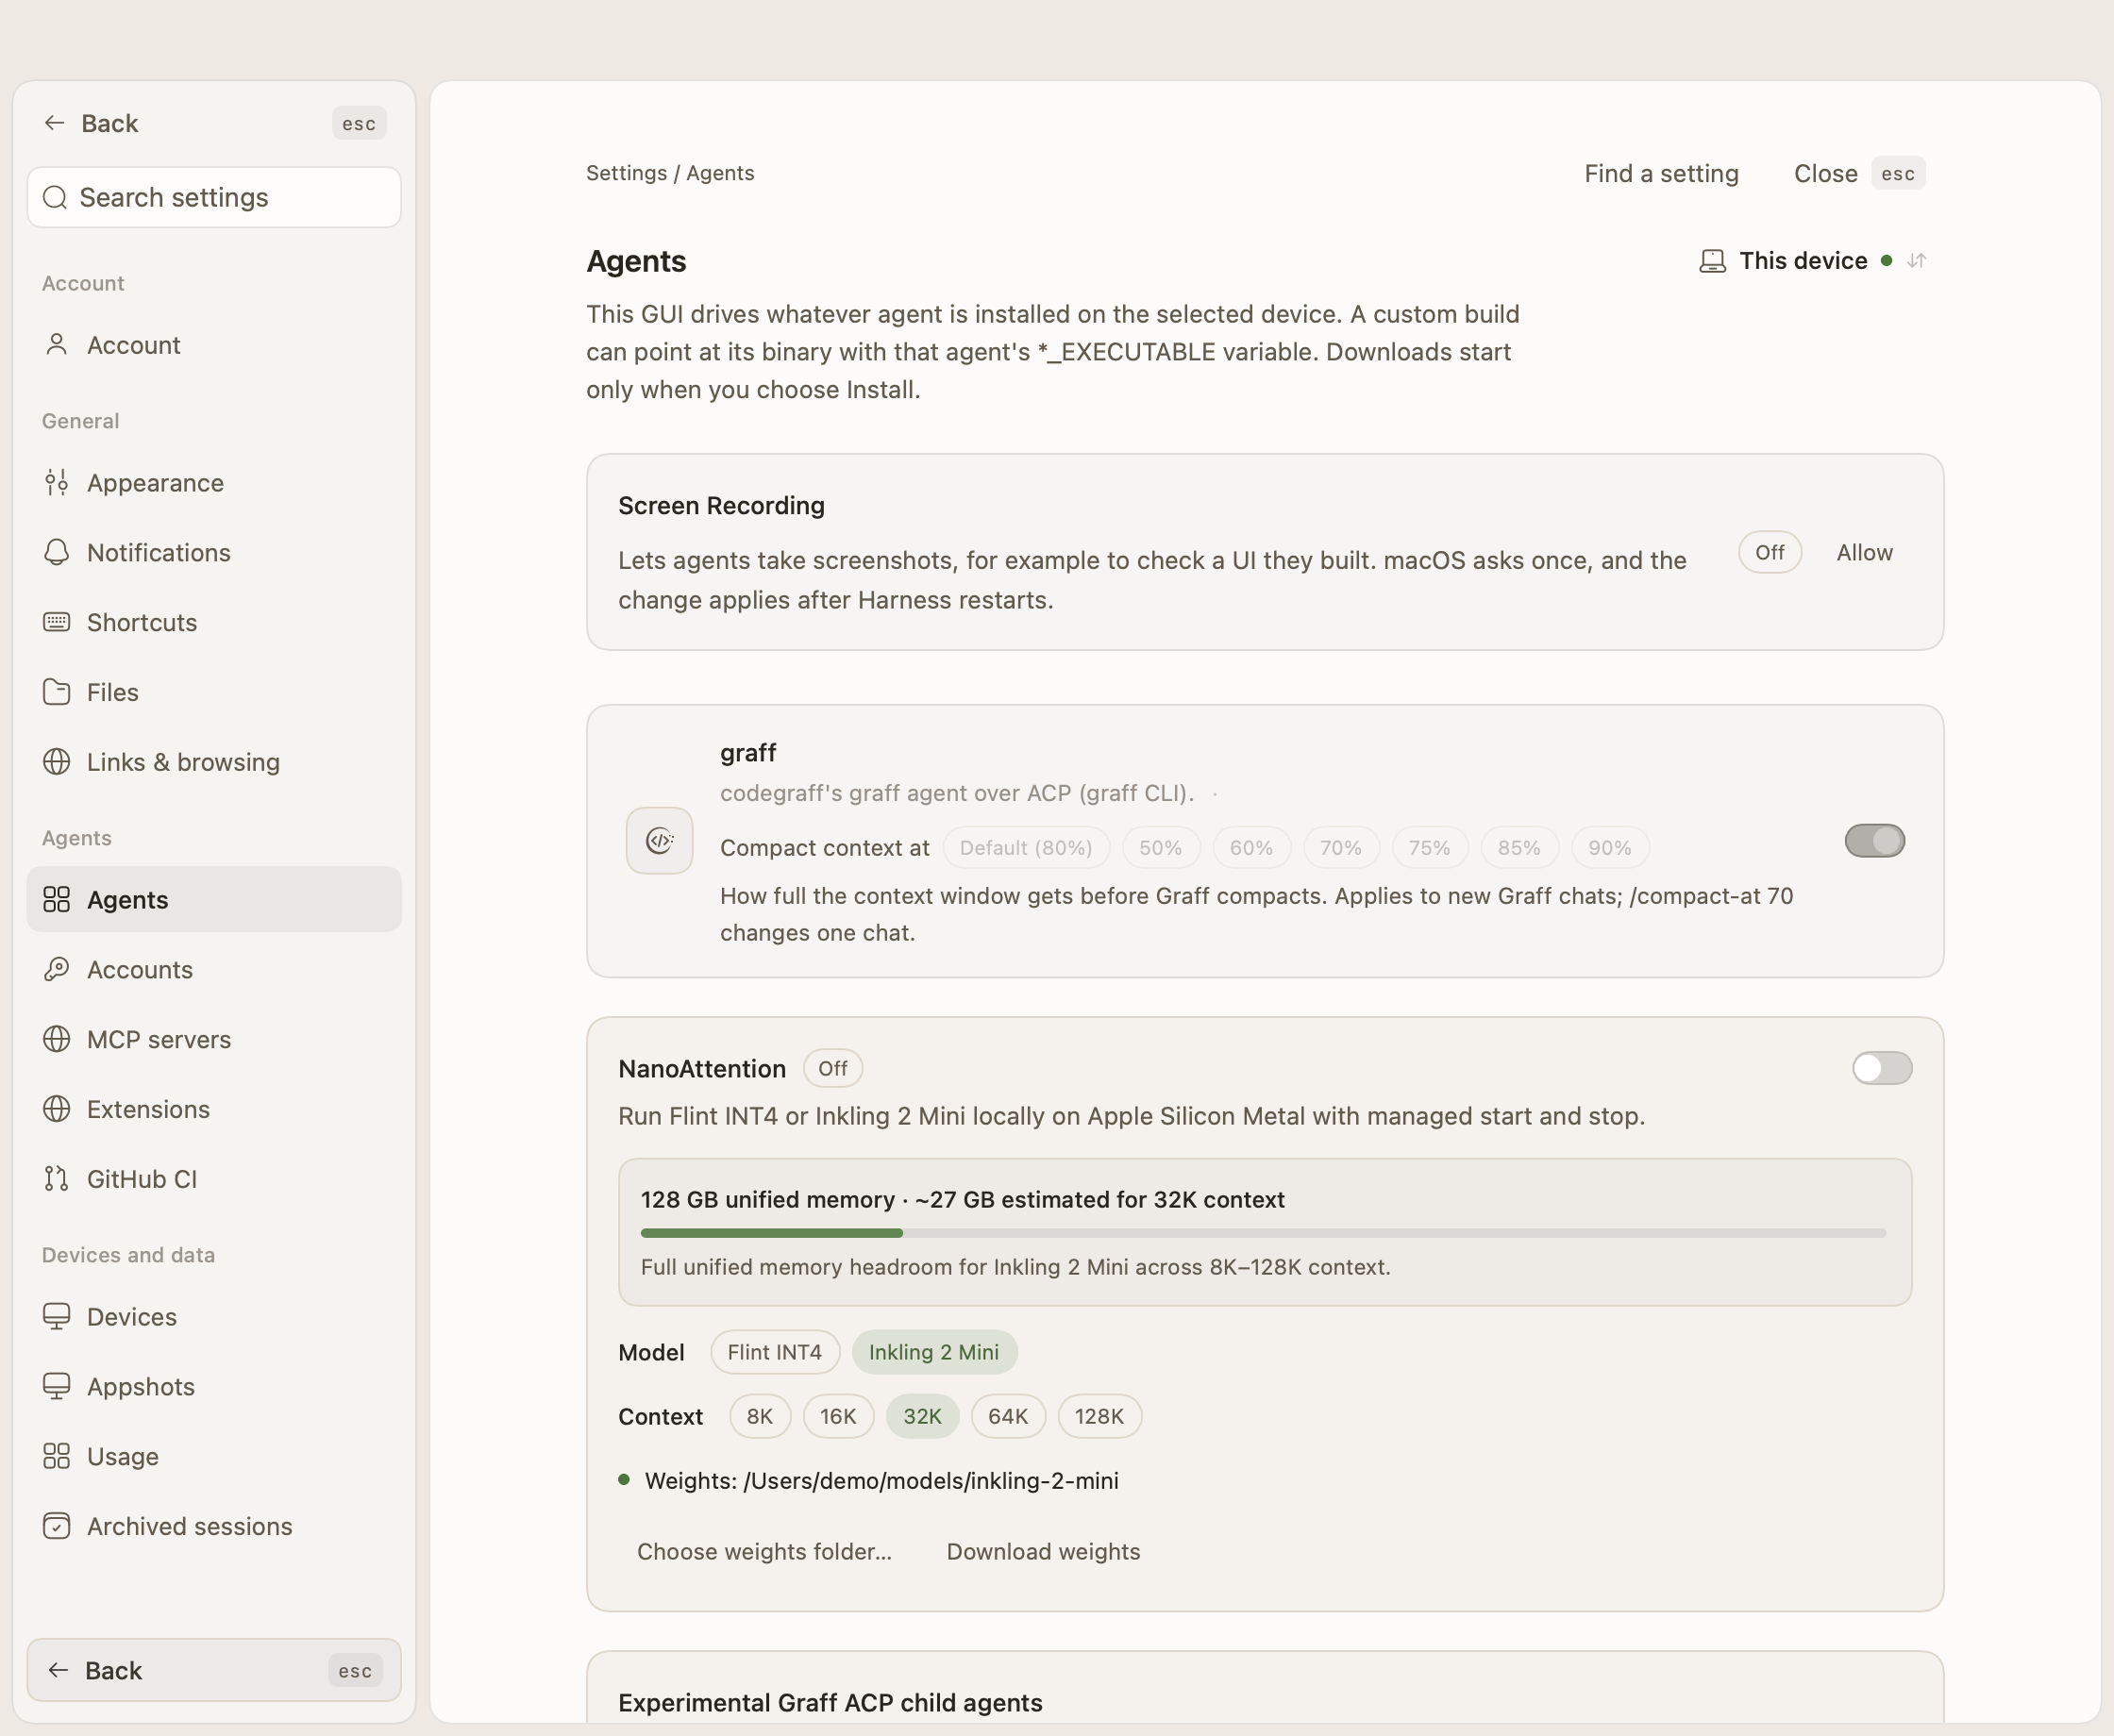 Back esc
Search settings
Account
Account
General
Appearance
Notifications
Shortcuts
Files
Links & browsing
Agents
Agents
Accounts
MCP servers
Extensions
GitHub CI
Devices and data
Devices
Appshots
Usage
Archived sessions
Back esc
Settings / Agents
Find a setting Close esc
Agents
This device
This GUI drives whatever agent is installed on the selected device. A custom build
can point at its binary with that agent's *_EXECUTABLE variable. Downloads start
only when you choose Install.
Screen Recording
Lets agents take screenshots, for example to check a UI they built. macOS asks once, and the
change applies after Harness restarts.
Off Allow
graff
codegraff's graff agent over ACP (graff CLI). ·
Compact context at Default (80%) 50% 60% 70% 75% 85% 90%
How full the context window gets before Graff compacts. Applies to new Graff chats; /compact-at 70
changes one chat.
NanoAttention Off
Run Flint INT4 or Inkling 2 Mini locally on Apple Silicon Metal with managed start and stop.
128 GB unified memory · ~27 GB estimated for 32K context
Full unified memory headroom for Inkling 2 Mini across 8K–128K context.
Model Flint INT4 Inkling 2 Mini
Context 8K 16K 32K 64K 128K
Weights: /Users/demo/models/inkling-2-mini
Choose weights folder... Download weights
Experimental Graff ACP child agents